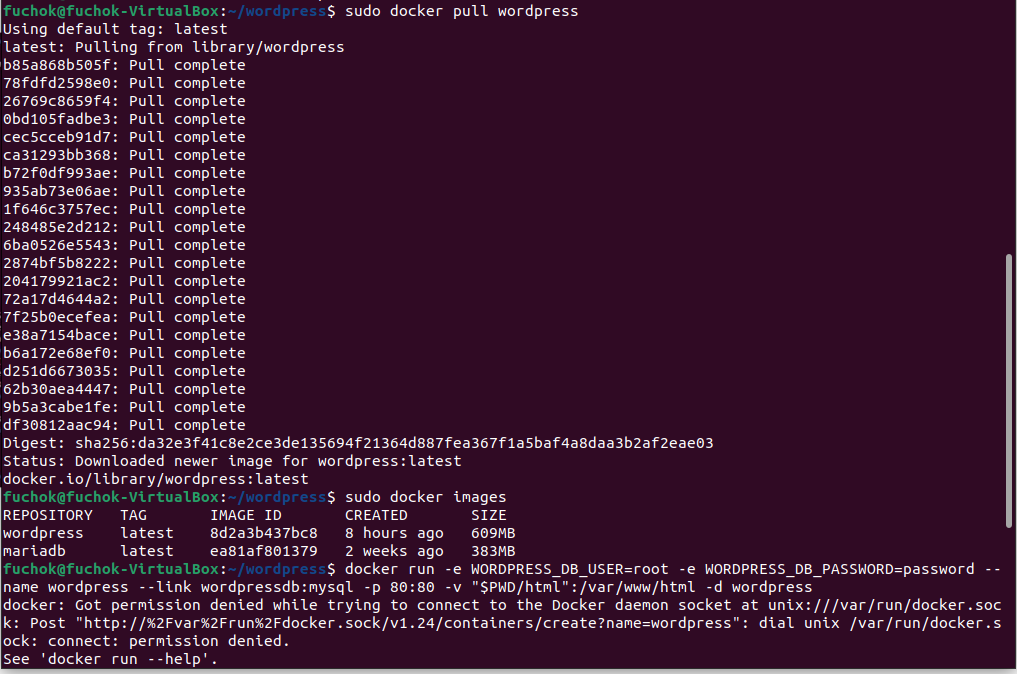 fuchok@fuchok-VirtualBox:~/wordpress$ sudo docker pull wordpress
Using default tag: latest
latest: Pulling from library/wordpress
b85a868b505f: Pull complete
78fdfd2598e0: Pull complete
26769c8659f4: Pull complete
0bd105fadbe3: Pull complete
cec5cceb91d7: Pull complete
ca31293bb368: Pull complete
b72f0df993ae: Pull complete
935ab73e06ae: Pull complete
1f646c3757ec: Pull complete
248485e2d212: Pull complete
6ba0526e5543: Pull complete
2874bf5b8222: Pull complete
204179921ac2: Pull complete
72a17d4644a2: Pull complete
7f25b0ecefea: Pull complete
e38a7154bace: Pull complete
b6a172e68ef0: Pull complete
d251d6673035: Pull complete
62b30aea4447: Pull complete
9b5a3cabe1fe: Pull complete
df30812aac94: Pull complete
Digest: sha256:da32e3f41c8e2ce3de135694f21364d887fea367f1a5baf4a8daa3b2af2eae03
Status: Downloaded newer image for wordpress:latest
docker.io/library/wordpress:latest
fuchok@fuchok-VirtualBox:~/wordpress$ sudo docker images
REPOSITORY   TAG       IMAGE ID       CREATED       SIZE
wordpress    latest    8d2a3b437bc8   8 hours ago   609MB
mariadb      latest    ea81af801379   2 weeks ago   383MB
fuchok@fuchok-VirtualBox:~/wordpress$ docker run -e WORDPRESS_DB_USER=root -e WORDPRESS_DB_PASSWORD=password --
name wordpress --link wordpressdb:mysql -p 80:80 -v "$PWD/html":/var/www/html -d wordpress
docker: Got permission denied while trying to connect to the Docker daemon socket at unix:///var/run/docker.soc
k: Post "http://%2Fvar%2Frun%2Fdocker.sock/v1.24/containers/create?name=wordpress": dial unix /var/run/docker.s
ock: connect: permission denied.
See 'docker run --help'.